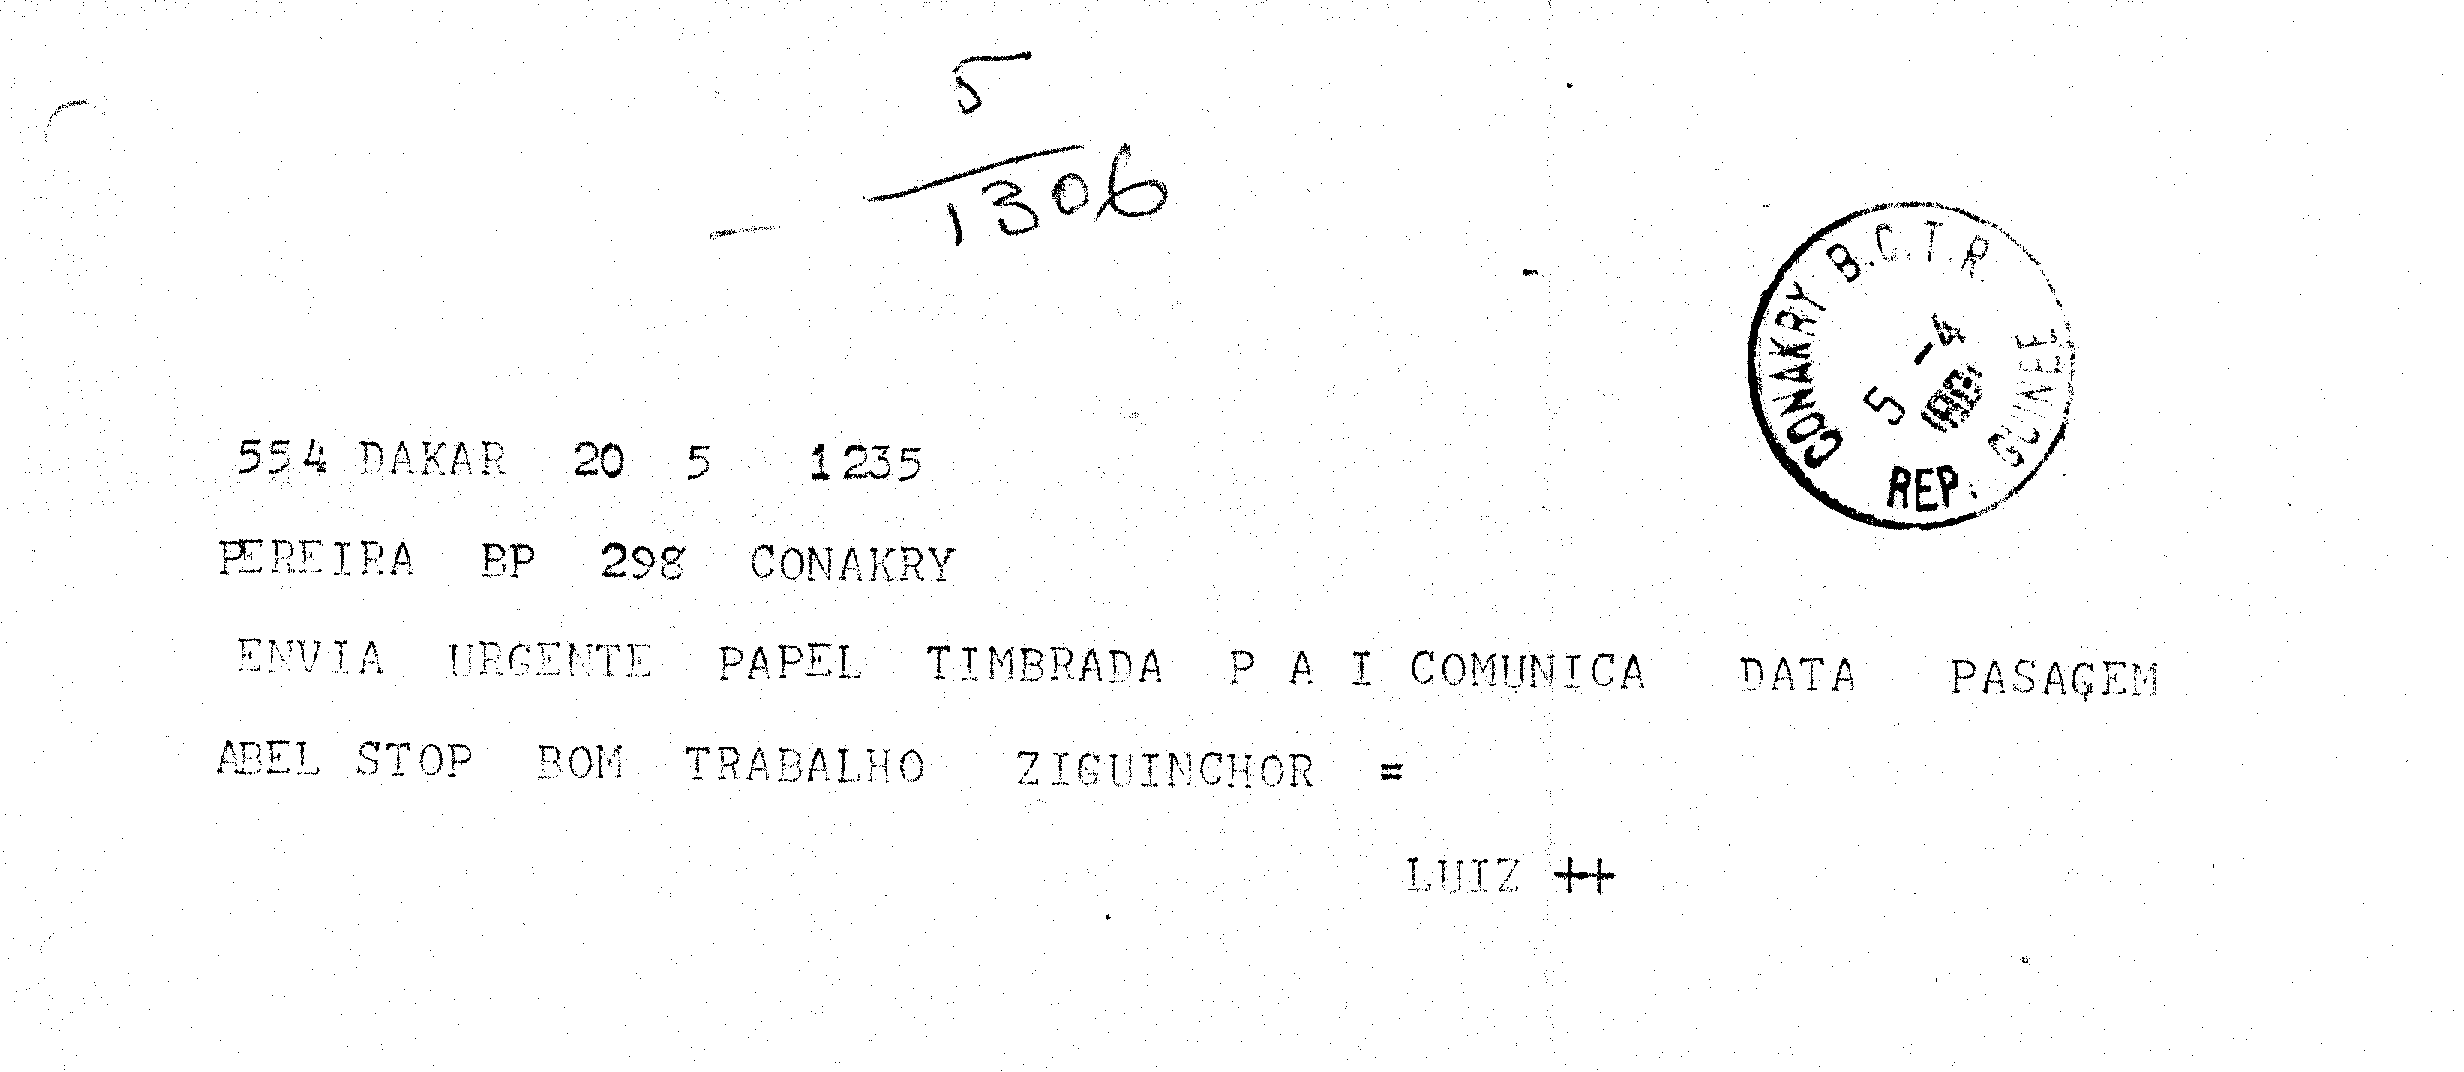 5
1306
CONAKRY B.C.T.R
5 -4
REP. GUINEE
554 DAKAR 20 5 1235
PEREIRA BP 298 CONAKRY
ENVIA URGENTE PAPEL TIMBRADA P A I COMUNICA DATA PASAGEM
ABEL STOP BOM TRABALHO ZIGUINCHOR =
LUIZ ++